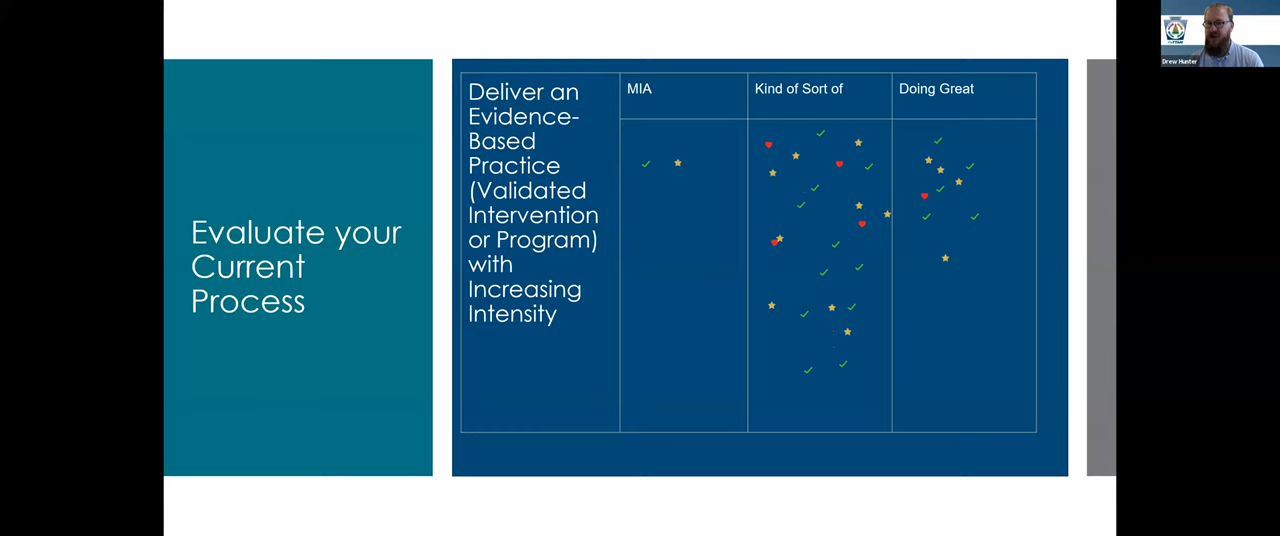 Evaluate your
Current
Process
Deliver an
Evidence-
Based
Practice
(Validated
Intervention
or Program)
with
Increasing
Intensity
MIA
Kind of Sort of
Doing Great
Drew Hunter